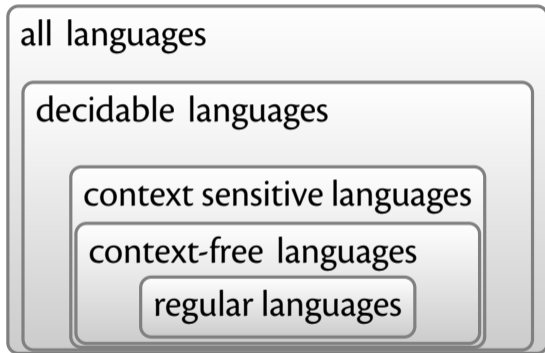 all languages
decidable languages
context sensitive languages
context-free languages
regular languages